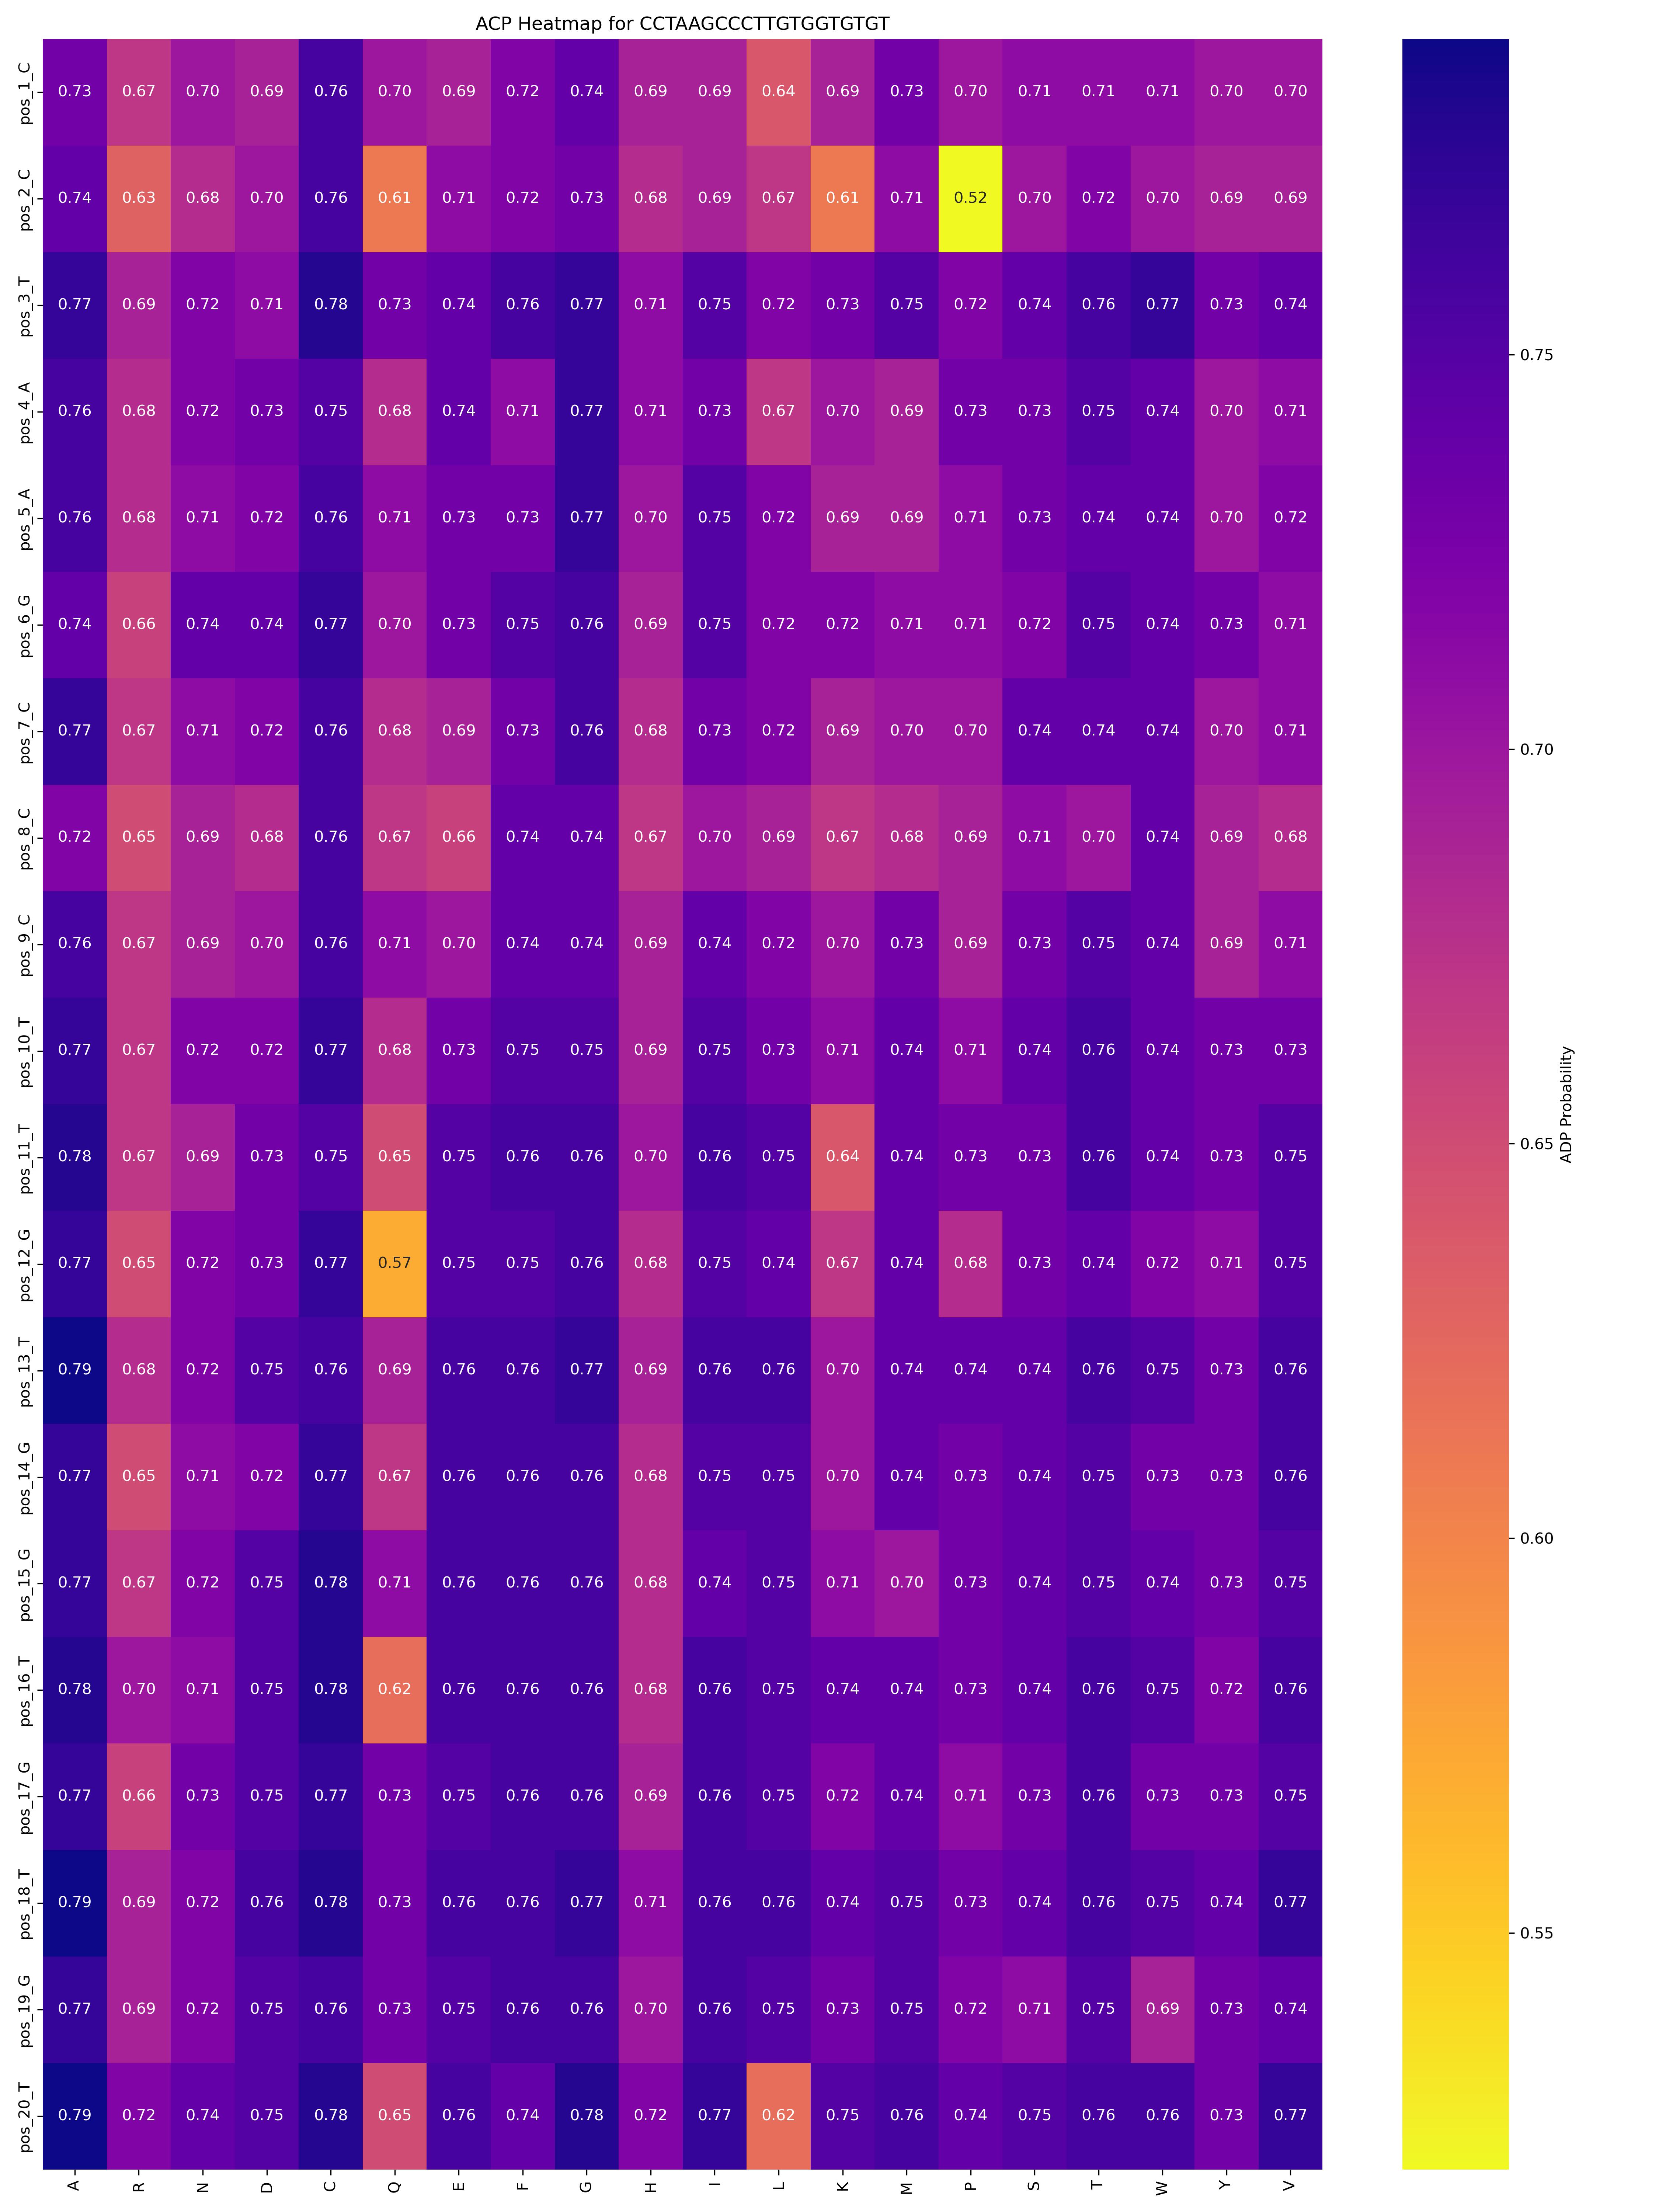 ACP Heatmap for CCTAAGCCCTTGTGGTGTGT
pos_1_C 0.73 0.67 0.70 0.69 0.76 0.70 0.69 0.72 0.74 0.69 0.69 0.64 0.69 0.73 0.70 0.71 0.71 0.71 0.70 0.70
pos_2_C 0.74 0.63 0.68 0.70 0.76 0.61 0.71 0.72 0.73 0.68 0.69 0.67 0.61 0.71 0.52 0.70 0.72 0.70 0.69 0.69
pos_3_T 0.77 0.69 0.72 0.71 0.78 0.73 0.74 0.76 0.77 0.71 0.75 0.72 0.73 0.75 0.72 0.74 0.76 0.77 0.73 0.74
pos_4_A 0.76 0.68 0.72 0.73 0.75 0.68 0.74 0.71 0.77 0.71 0.73 0.67 0.70 0.69 0.73 0.73 0.75 0.74 0.70 0.71
pos_5_A 0.76 0.68 0.71 0.72 0.76 0.71 0.73 0.73 0.77 0.70 0.75 0.72 0.69 0.69 0.71 0.73 0.74 0.74 0.70 0.72
pos_6_G 0.74 0.66 0.74 0.74 0.77 0.70 0.73 0.75 0.76 0.69 0.75 0.72 0.72 0.71 0.71 0.72 0.75 0.74 0.73 0.71
pos_7_C 0.77 0.67 0.71 0.72 0.76 0.68 0.69 0.73 0.76 0.68 0.73 0.72 0.69 0.70 0.70 0.74 0.74 0.74 0.70 0.71
pos_8_C 0.72 0.65 0.69 0.68 0.76 0.67 0.66 0.74 0.74 0.67 0.70 0.69 0.67 0.68 0.69 0.71 0.70 0.74 0.69 0.68
pos_9_C 0.76 0.67 0.69 0.70 0.76 0.71 0.70 0.74 0.74 0.69 0.74 0.72 0.70 0.73 0.69 0.73 0.75 0.74 0.69 0.71
pos_10_T 0.77 0.67 0.72 0.72 0.77 0.68 0.73 0.75 0.75 0.69 0.75 0.73 0.71 0.74 0.71 0.74 0.76 0.74 0.73 0.73
pos_11_T 0.78 0.67 0.69 0.73 0.75 0.65 0.75 0.76 0.76 0.70 0.76 0.75 0.64 0.74 0.73 0.73 0.76 0.74 0.73 0.75
pos_12_G 0.77 0.65 0.72 0.73 0.77 0.57 0.75 0.75 0.76 0.68 0.75 0.74 0.67 0.74 0.68 0.73 0.74 0.72 0.71 0.75
pos_13_T 0.79 0.68 0.72 0.75 0.76 0.69 0.76 0.76 0.77 0.69 0.76 0.76 0.70 0.74 0.74 0.74 0.76 0.75 0.73 0.76
pos_14_G 0.77 0.65 0.71 0.72 0.77 0.67 0.76 0.76 0.76 0.68 0.75 0.75 0.70 0.74 0.73 0.74 0.75 0.73 0.73 0.76
pos_15_G 0.77 0.67 0.72 0.75 0.78 0.71 0.76 0.76 0.76 0.68 0.74 0.75 0.71 0.70 0.73 0.74 0.75 0.74 0.73 0.75
pos_16_T 0.78 0.70 0.71 0.75 0.78 0.62 0.76 0.76 0.76 0.68 0.76 0.75 0.74 0.74 0.73 0.74 0.76 0.75 0.72 0.76
pos_17_G 0.77 0.66 0.73 0.75 0.77 0.73 0.75 0.76 0.76 0.69 0.76 0.75 0.72 0.74 0.71 0.73 0.76 0.73 0.73 0.75
pos_18_T 0.79 0.69 0.72 0.76 0.78 0.73 0.76 0.76 0.77 0.71 0.76 0.76 0.74 0.75 0.73 0.74 0.76 0.75 0.74 0.77
pos_19_G 0.77 0.69 0.72 0.75 0.76 0.73 0.75 0.76 0.76 0.70 0.76 0.75 0.73 0.75 0.72 0.71 0.75 0.69 0.73 0.74
pos_20_T 0.79 0.72 0.74 0.75 0.78 0.65 0.76 0.74 0.78 0.72 0.77 0.62 0.75 0.76 0.74 0.75 0.76 0.76 0.73 0.77
A R N D C Q E F G H I L K M P S T W Y V
0.75
0.70
0.65
0.60
0.55
ADP Probability